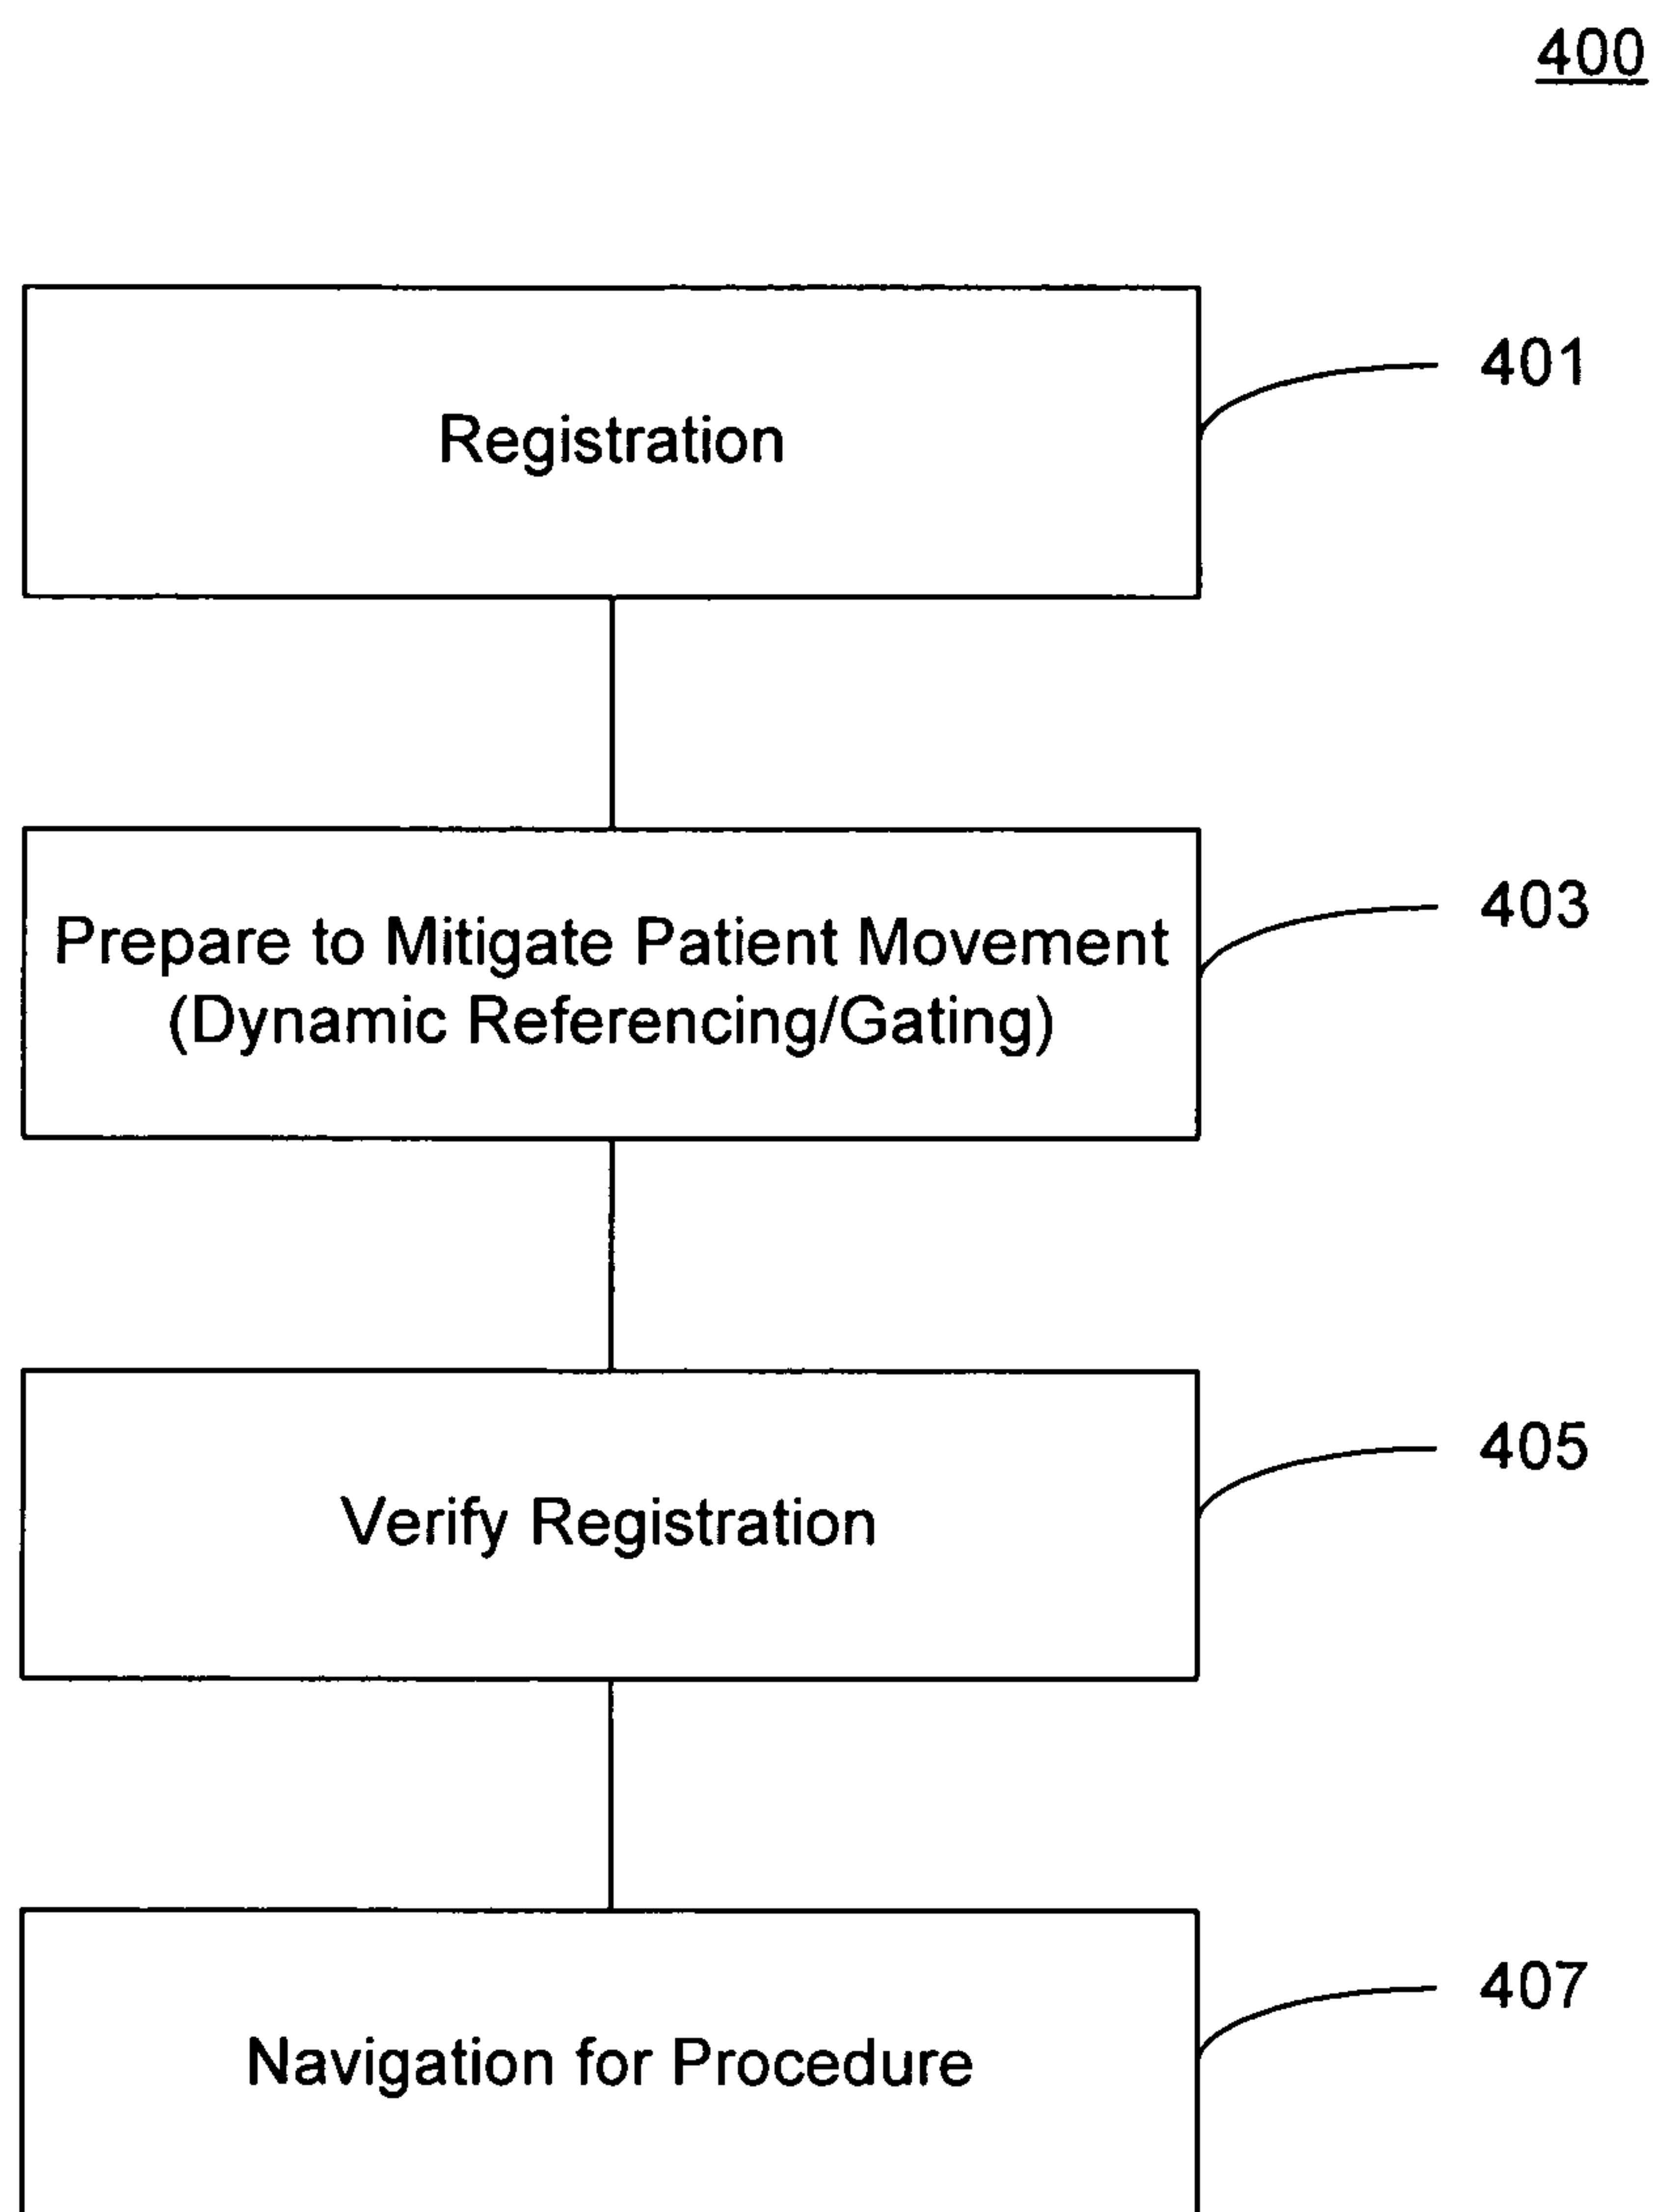 400
Registration
401
Prepare to Mitigate Patient Movement
(Dynamic Referencing/Gating)
403
Verify Registration
405
Navigation for Procedure
407